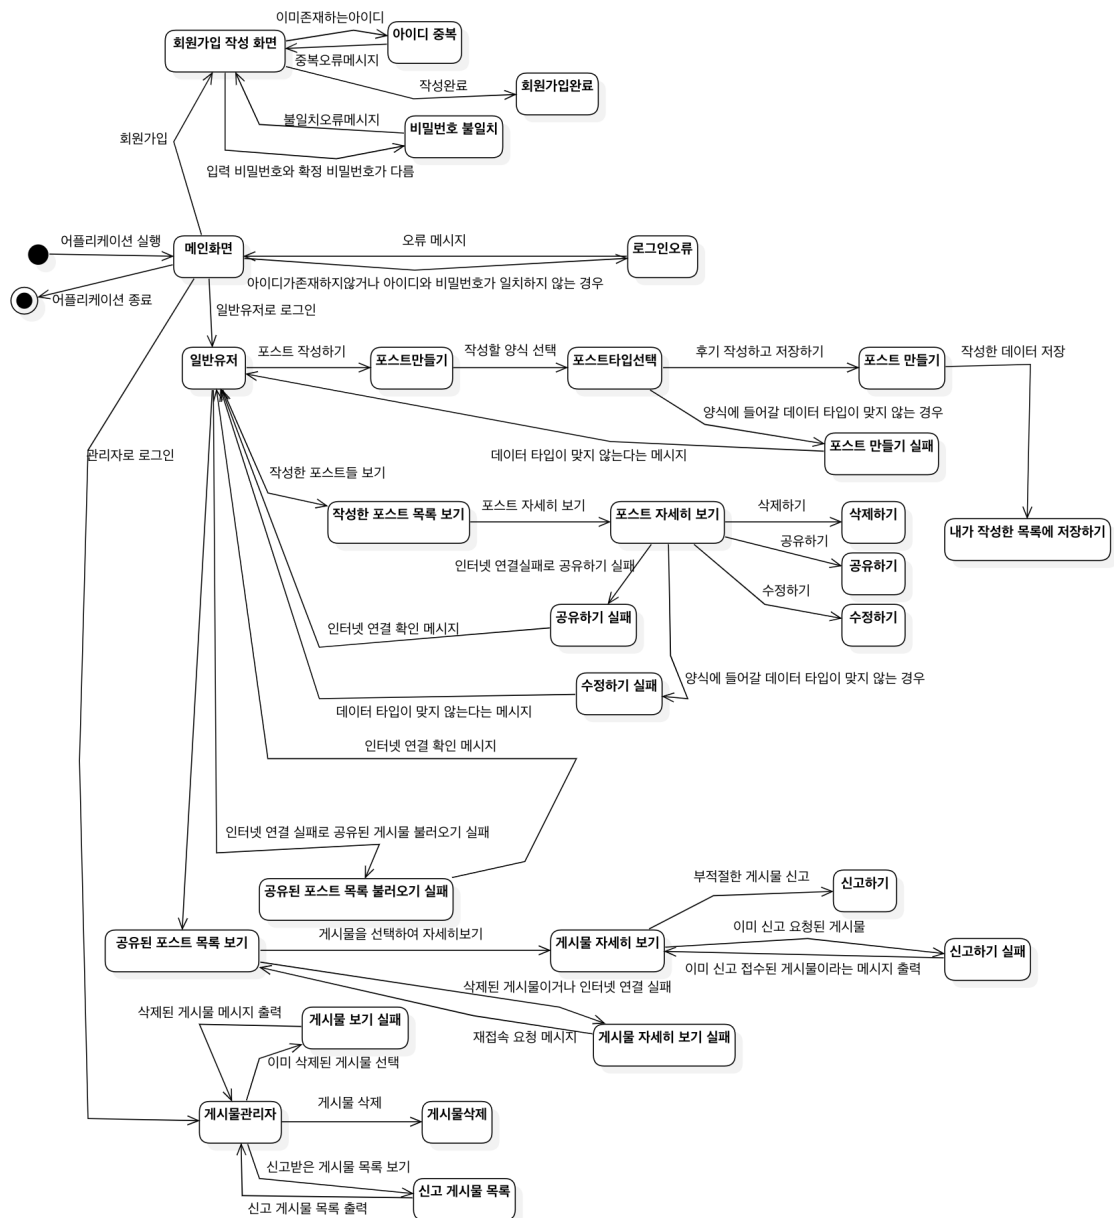 이미존재하는아이디
회원가입 작성 화면
아이디 중복
중복오류메시지
작성완료
회원가입완료
불일치오류메시지
비밀번호 불일치
회원가입
입력 비밀번호와 확정 비밀번호가 다름
어플리케이션 실행
메인화면
오류 메시지
로그인오류
아이디가존재하지않거나 아이디와 비밀번호가 일치하지 않는 경우
어플리케이션 종료
일반유저로 로그인
일반유저
포스트 작성하기
포스트만들기
작성할 양식 선택
포스트타입선택
후기 작성하고 저장하기
포스트 만들기
작성한 데이터 저장
양식에 들어갈 데이터 타입이 맞지 않는 경우
포스트 만들기 실패
관리자로 로그인
데이터 타입이 맞지 않는다는 메시지
작성한 포스트들 보기
작성한 포스트 목록 보기
포스트 자세히 보기
포스트 자세히 보기
삭제하기
삭제하기
내가 작성한 목록에 저장하기
공유하기
공유하기
인터넷 연결실패로 공유하기 실패
수정하기
수정하기
공유하기 실패
인터넷 연결 확인 메시지
수정하기 실패
양식에 들어갈 데이터 타입이 맞지 않는 경우
데이터 타입이 맞지 않는다는 메시지
인터넷 연결 확인 메시지
인터넷 연결 실패로 공유된 게시물 불러오기 실패
공유된 포스트 목록 불러오기 실패
부적절한 게시물 신고
신고하기
공유된 포스트 목록 보기
게시물을 선택하여 자세히보기
게시물 자세히 보기
이미 신고 요청된 게시물
신고하기 실패
이미 신고 접수된 게시물이라는 메시지 출력
삭제된 게시물이거나 인터넷 연결 실패
재접속 요청 메시지
게시물 자세히 보기 실패
삭제된 게시물 메시지 출력
게시물 보기 실패
이미 삭제된 게시물 선택
게시물관리자
게시물 삭제
게시물삭제
신고받은 게시물 목록 보기
신고 게시물 목록
신고 게시물 목록 출력